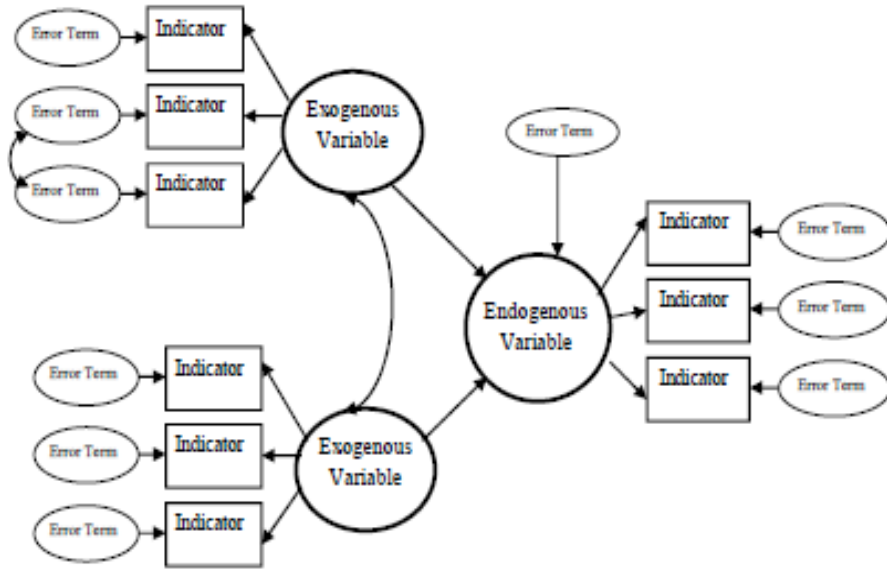 Error Term
Indicator
Error Term
Indicator
Error Term
Indicator
Exogenous
Variable
Error Term
Endogenous
Variable
Indicator
Error Term
Indicator
Error Term
Indicator
Error Term
Error Term
Indicator
Error Term
Indicator
Error Term
Indicator
Exogenous
Variable